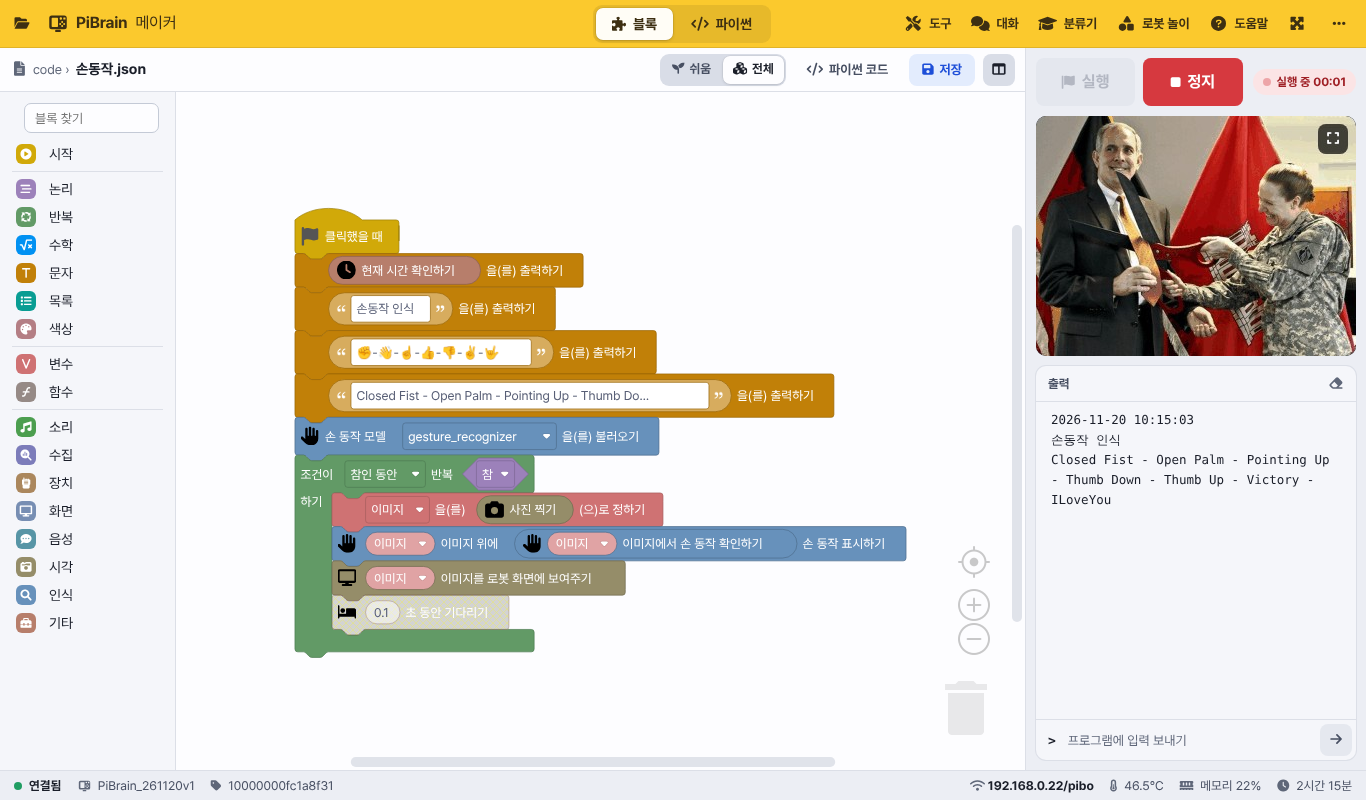 PiBrain 메이커
블록
파이썬
도구
대화
분류기
로봇 놀이
도움말
code › 손동작.json
쉬움
전체
파이썬 코드
저장
실행
정지
실행 중 00:01
블록 찾기
시작
논리
반복
수학
문자
목록
색상
변수
함수
소리
수집
장치
화면
음성
시각
인식
기타
클릭했을 때
현재 시간 확인하기 을(를) 출력하기
“ 손동작 인식 ” 을(를) 출력하기
“ ✊-👋-☝-👍-👎-✌-🤟 ” 을(를) 출력하기
“ Closed Fist - Open Palm - Pointing Up - Thumb Do... ” 을(를) 출력하기
손 동작 모델 gesture_recognizer 을(를) 불러오기
조건이 참인 동안 반복 참
하기
이미지 을(를) 사진 찍기 (으)로 정하기
이미지 이미지 위에 이미지 이미지에서 손 동작 확인하기 손 동작 표시하기
이미지 이미지를 로봇 화면에 보여주기
0.1 초 동안 기다리기
출력
2026-11-20 10:15:03
손동작 인식
Closed Fist - Open Palm - Pointing Up
- Thumb Down - Thumb Up - Victory -
ILoveYou
> 프로그램에 입력 보내기
연결됨
PiBrain_261120v1
10000000fc1a8f31
192.168.0.22/pibo
46.5°C
메모리 22%
2시간 15분